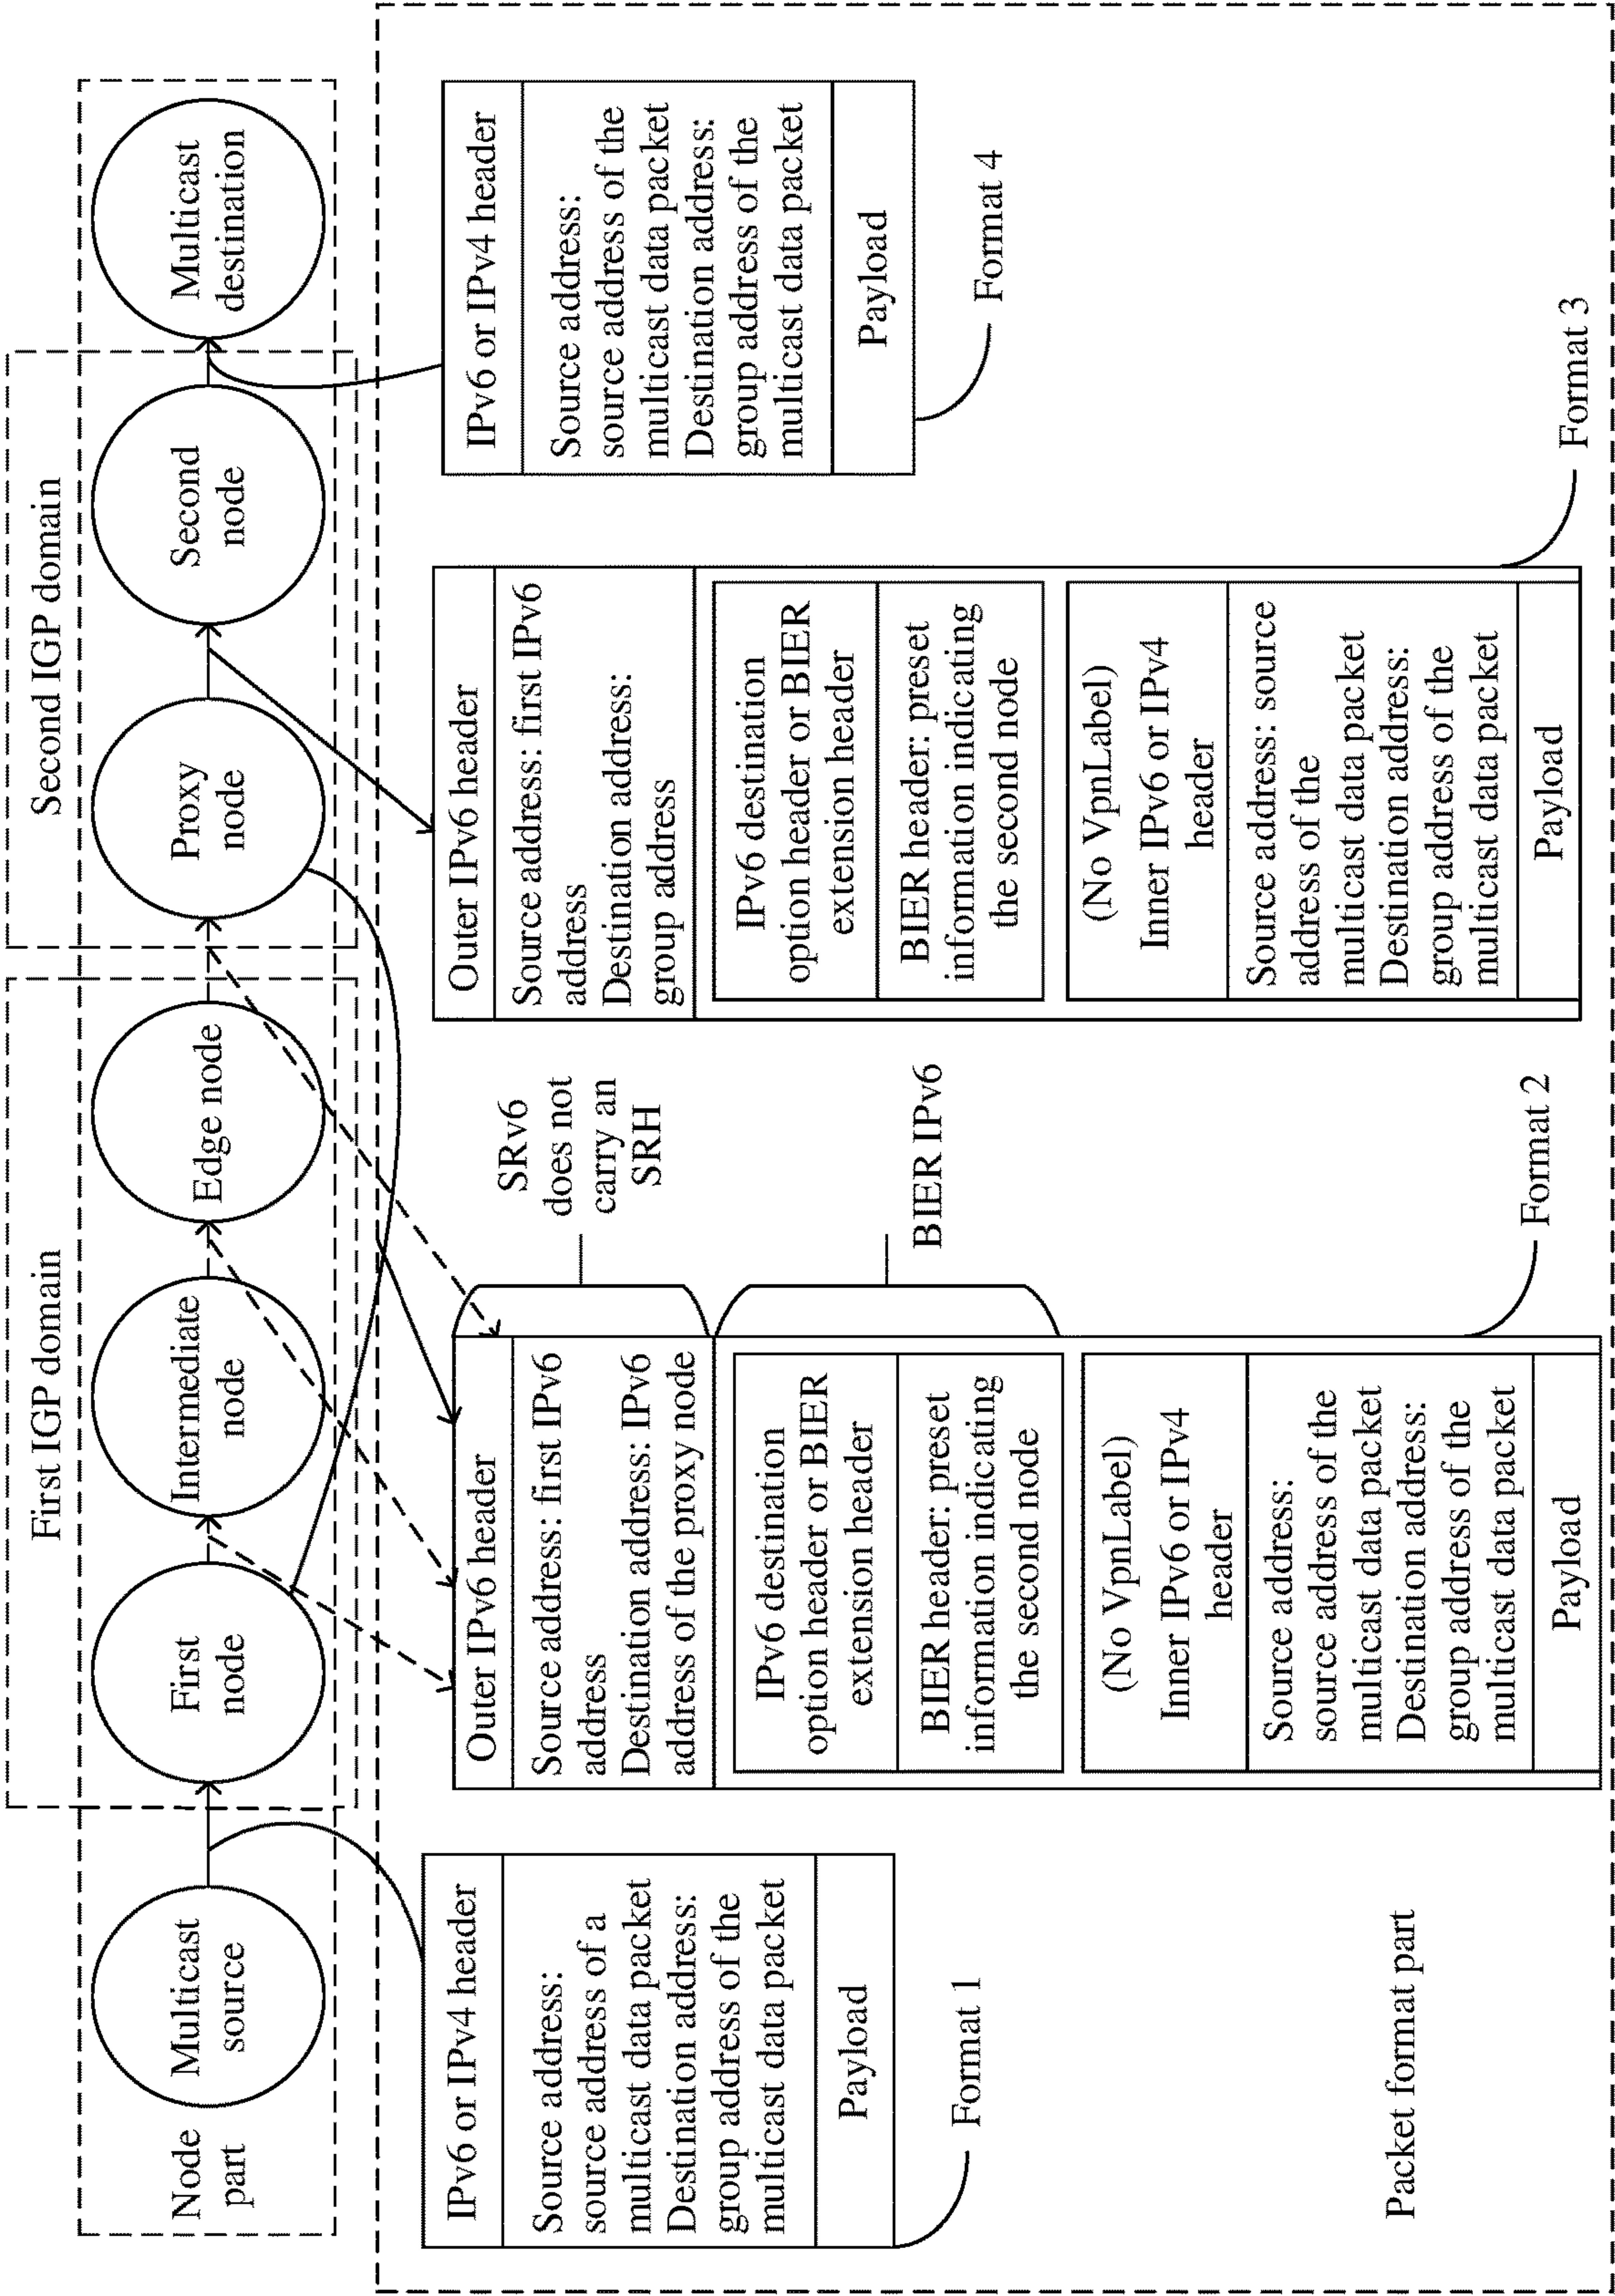 First IGP domain
Second IGP domain
Node
part
Multicast
source
First
node
Intermediate
node
Edge node
Proxy
node
Second
node
Multicast
destination
IPv6 or IPv4 header
Source address:
source address of a
multicast data packet
Destination address:
group address of the
multicast data packet
Payload
Format 1
Outer IPv6 header
Source address: first IPv6
address
Destination address: IPv6
address of the proxy node
IPv6 destination
option header or BIER
extension header
BIER header: preset
information indicating
the second node
(No VpnLabel)
Inner IPv6 or IPv4
header
Source address:
source address of the
multicast data packet
Destination address:
group address of the
multicast data packet
Payload
SRv6
does not
carry an
SRH
BIER IPv6
Format 2
Outer IPv6 header
Source address: first IPv6
address
Destination address:
group address
IPv6 destination
option header or BIER
extension header
BIER header: preset
information indicating
the second node
(No VpnLabel)
Inner IPv6 or IPv4
header
Source address: source
address of the
multicast data packet
Destination address:
group address of the
multicast data packet
Payload
Format 3
IPv6 or IPv4 header
Source address:
source address of the
multicast data packet
Destination address:
group address of the
multicast data packet
Payload
Format 4
Packet format part